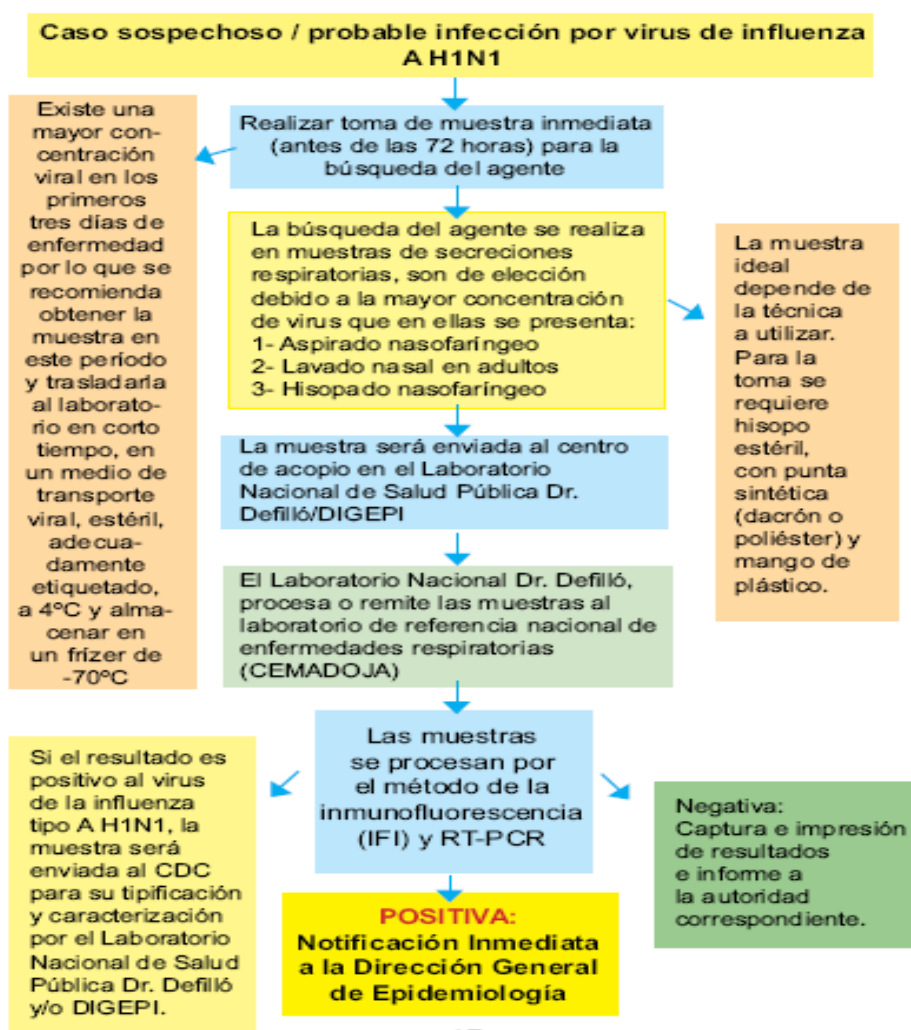 Caso sospechoso / probable infección por virus de influenza
A H1N1
Existe una
mayor con-
centración
viral en los
primeros
tres días de
enfermedad
por lo que se
recomienda
obtener la
muestra en
este período
y trasladarla
al laborato-
rio en corto
tiempo, en
un medio de
transporte
viral, estéril,
adecua-
damente
etiquetado,
a 4ºC y alma-
cenar en
un frízer de
-70ºC
Realizar toma de muestra inmediata
(antes de las 72 horas) para la
búsqueda del agente
La búsqueda del agente se realiza
en muestras de secreciones
respiratorias, son de elección
debido a la mayor concentración
de virus que en ellas se presenta:
1- Aspirado nasofaríngeo
2- Lavado nasal en adultos
3- Hisopado nasofaríngeo
La muestra
ideal
depende de
la técnica
a utilizar.
Para la
toma se
requiere
hisopo
estéril,
con punta
sintética
(dacrón o
poliéster) y
mango de
plástico.
La muestra será enviada al centro
de acopio en el Laboratorio
Nacional de Salud Pública Dr.
Defilló/DIGEPI
El Laboratorio Nacional Dr. Defilló,
procesa o remite las muestras al
laboratorio de referencia nacional de
enfermedades respiratorias
(CEMADOJA)
Las muestras
se procesan por
el método de la
inmunofluorescencia
(IFI) y RT-PCR
Si el resultado es
positivo al virus
de la influenza
tipo A H1N1, la
muestra será
enviada al CDC
para su tipificación
y caracterización
por el Laboratorio
Nacional de Salud
Pública Dr. Defilló
y/o DIGEPI.
POSITIVA:
Notificación Inmediata
a la Dirección General
de Epidemiología
Negativa:
Captura e impresión
de resultados
e informe a
la autoridad
correspondiente.